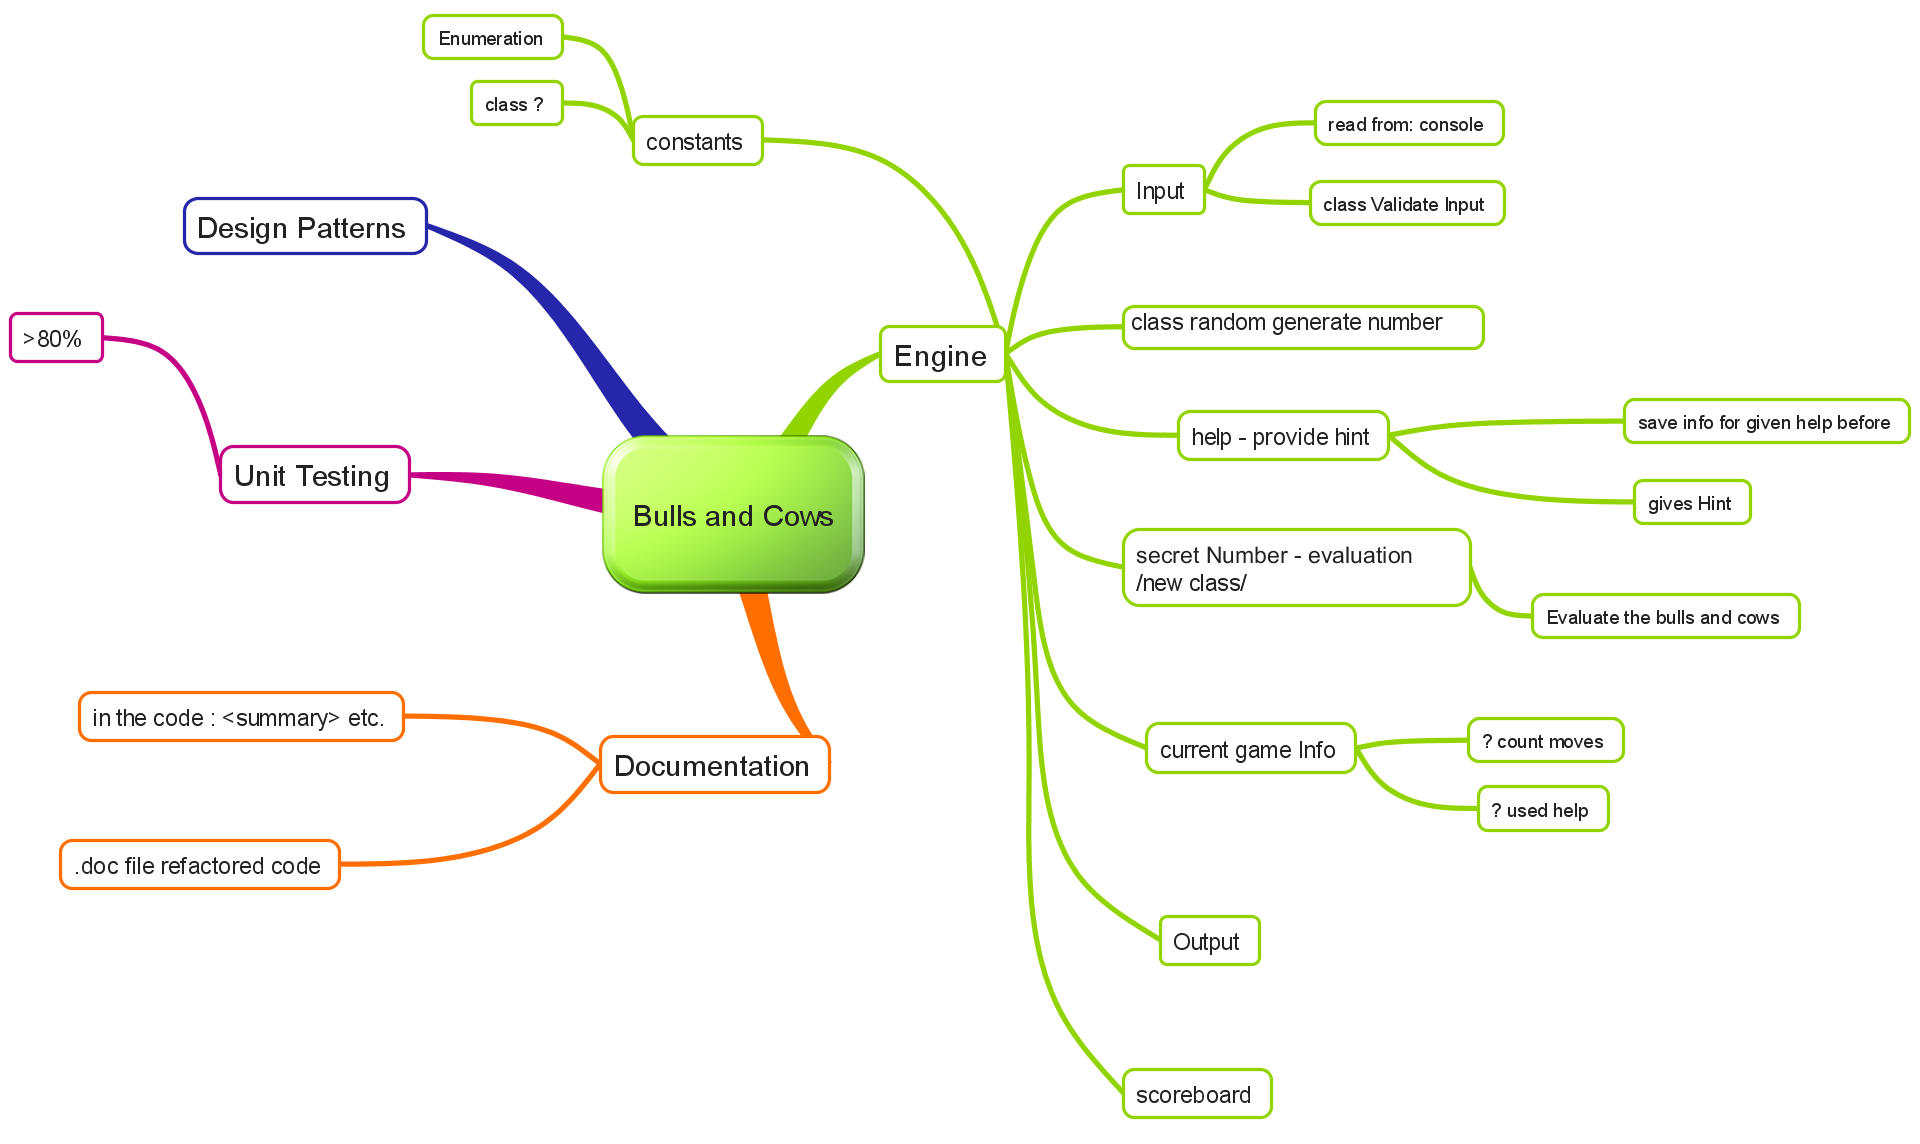 Enumeration
class ?
constants
read from: console
Input
class Validate Input
Design Patterns
class random generate number
>80%
Engine
help - provide hint
save info for given help before
gives Hint
Unit Testing
Bulls and Cows
secret Number - evaluation
/new class/
Evaluate the bulls and cows
in the code : <summary> etc.
Documentation
.doc file refactored code
current game Info
? count moves
? used help
Output
scoreboard